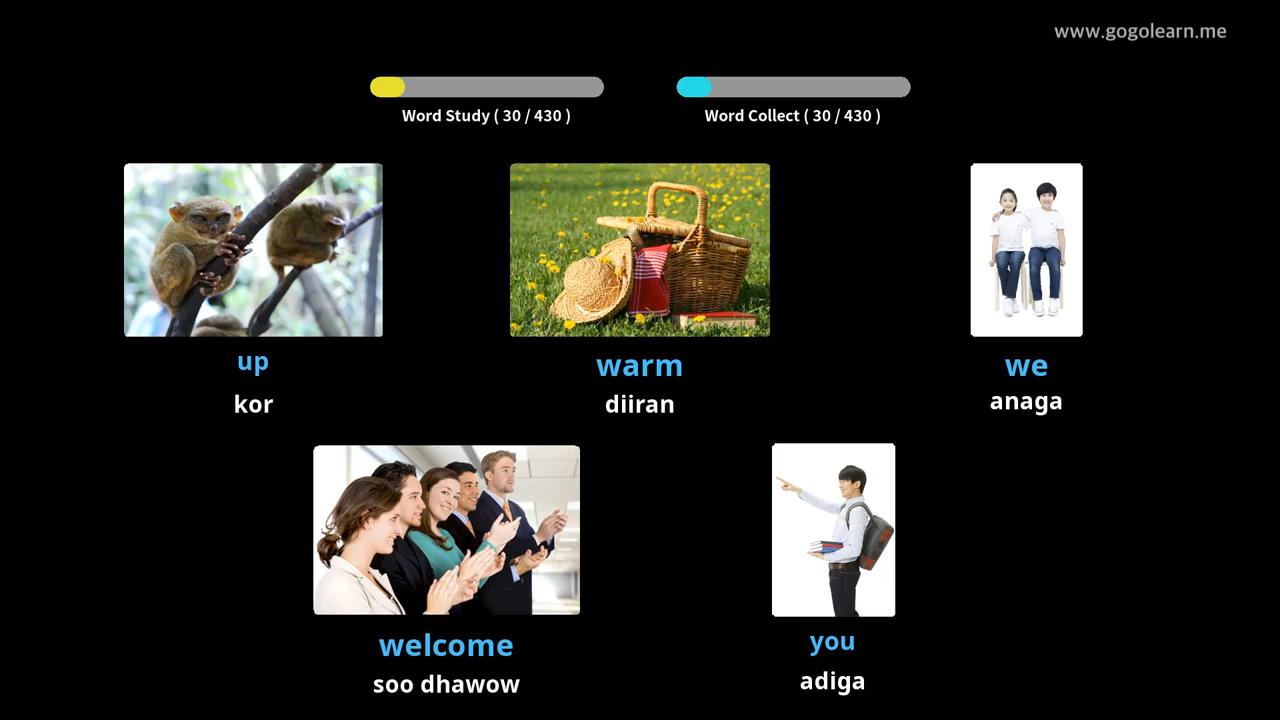 www.gogolearn.me
Word Study ( 30 / 430 )
Word Collect ( 30 / 430 )
up
kor
warm
diiran
we
anaga
welcome
soo dhawow
you
adiga